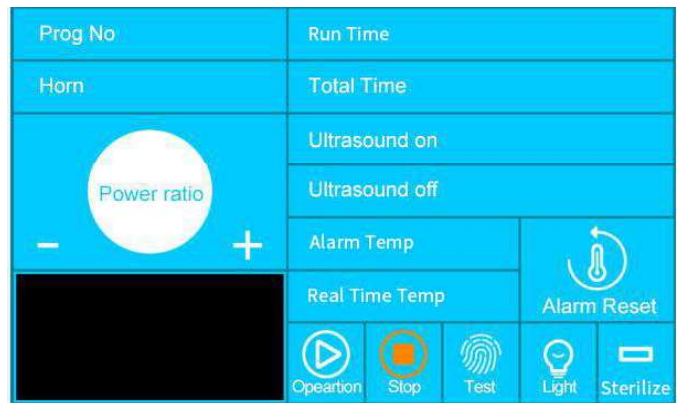 Prog No
Run Time
Horn
Total Time
Ultrasound on
Power ratio
Ultrasound off
- +
Alarm Temp
Real Time Temp
Alarm Reset
Opeartion
Stop
Test
Light
Sterilize